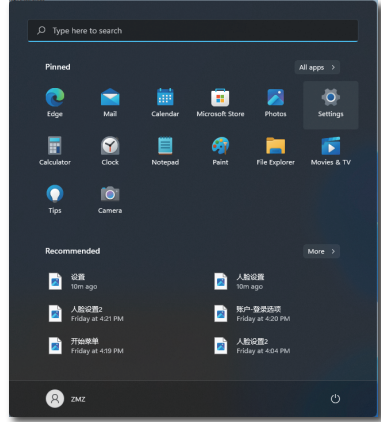 Type here to search
Pinned
All apps >
Edge Mail Calendar Microsoft Store Photos Settings
Calculator Clock Notepad Paint File Explorer Movies & TV
Tips Camera
Recommended
More >
设置 人脸设置
10m ago 10m ago
人脸设置2 账户-登录选项
Friday at 4:21 PM Friday at 4:20 PM
开始菜单 人脸设置2
Friday at 4:19 PM Friday at 4:04 PM
ZMZ